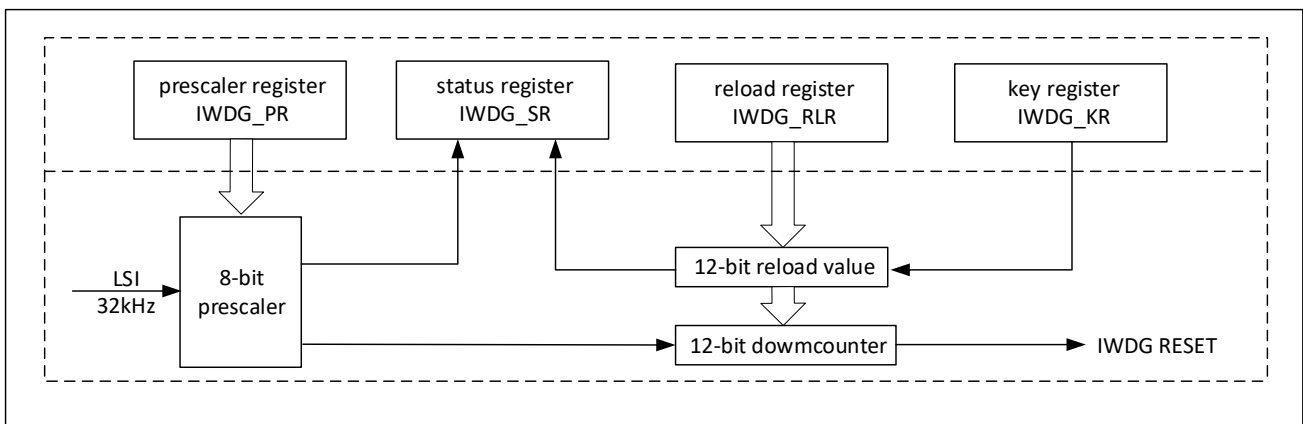 prescaler register
IWDG_PR
status register
IWDG_SR
reload register
IWDG_RLR
key register
IWDG_KR
LSI
32kHz
8-bit
prescaler
12-bit reload value
12-bit dowmcounter
IWDG RESET